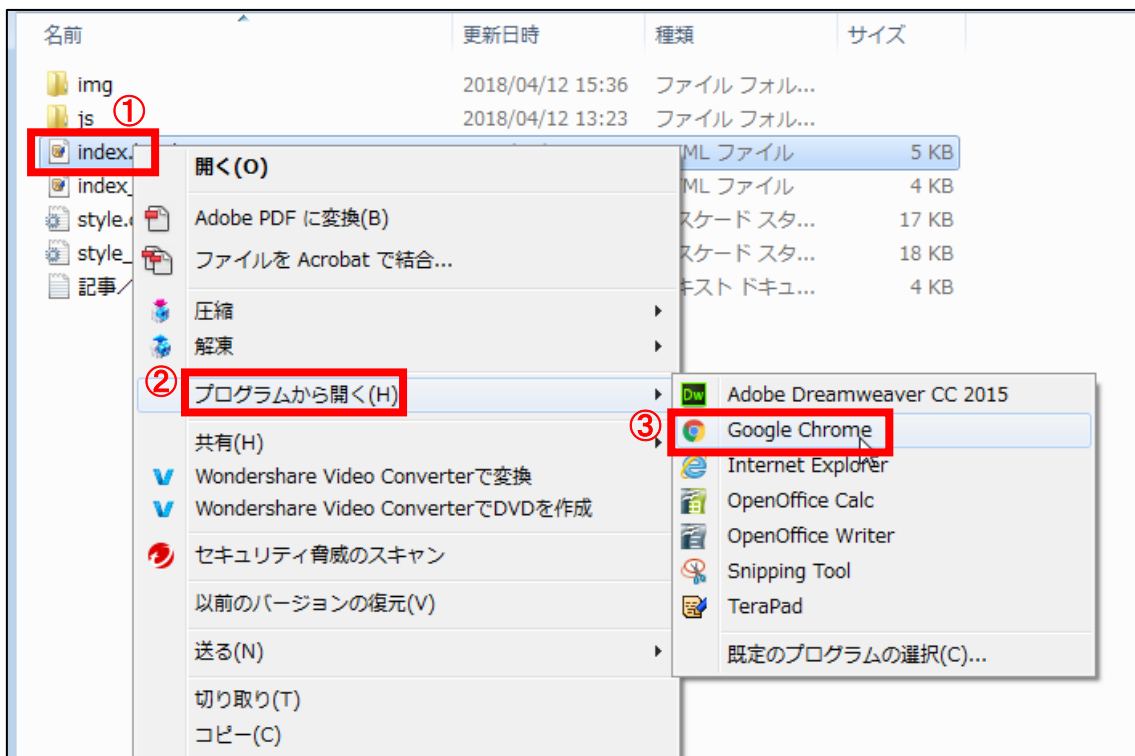 名前 更新日時 種類 サイズ
img 2018/04/12 15:36 ファイル フォル...
① js 2018/04/12 13:23 ファイル フォル...
index. ML ファイル 5 KB
index_ ML ファイル 4 KB
style. スケード スタ... 17 KB
style_ スケード スタ... 18 KB
記事 キスト ドキュ... 4 KB
開く(O)
Adobe PDF に変換(B)
ファイルを Acrobat で結合...
圧縮
解凍
② プログラムから開く(H)
共有(H)
Wondershare Video Converterで変換
Wondershare Video ConverterでDVDを作成
セキュリティ脅威のスキャン
以前のバージョンの復元(V)
送る(N)
切り取り(T)
コピー(C)
Dw Adobe Dreamweaver CC 2015
③ Google Chrome
Internet Explorer
OpenOffice Calc
OpenOffice Writer
Snipping Tool
TeraPad
既定のプログラムの選択(C)...